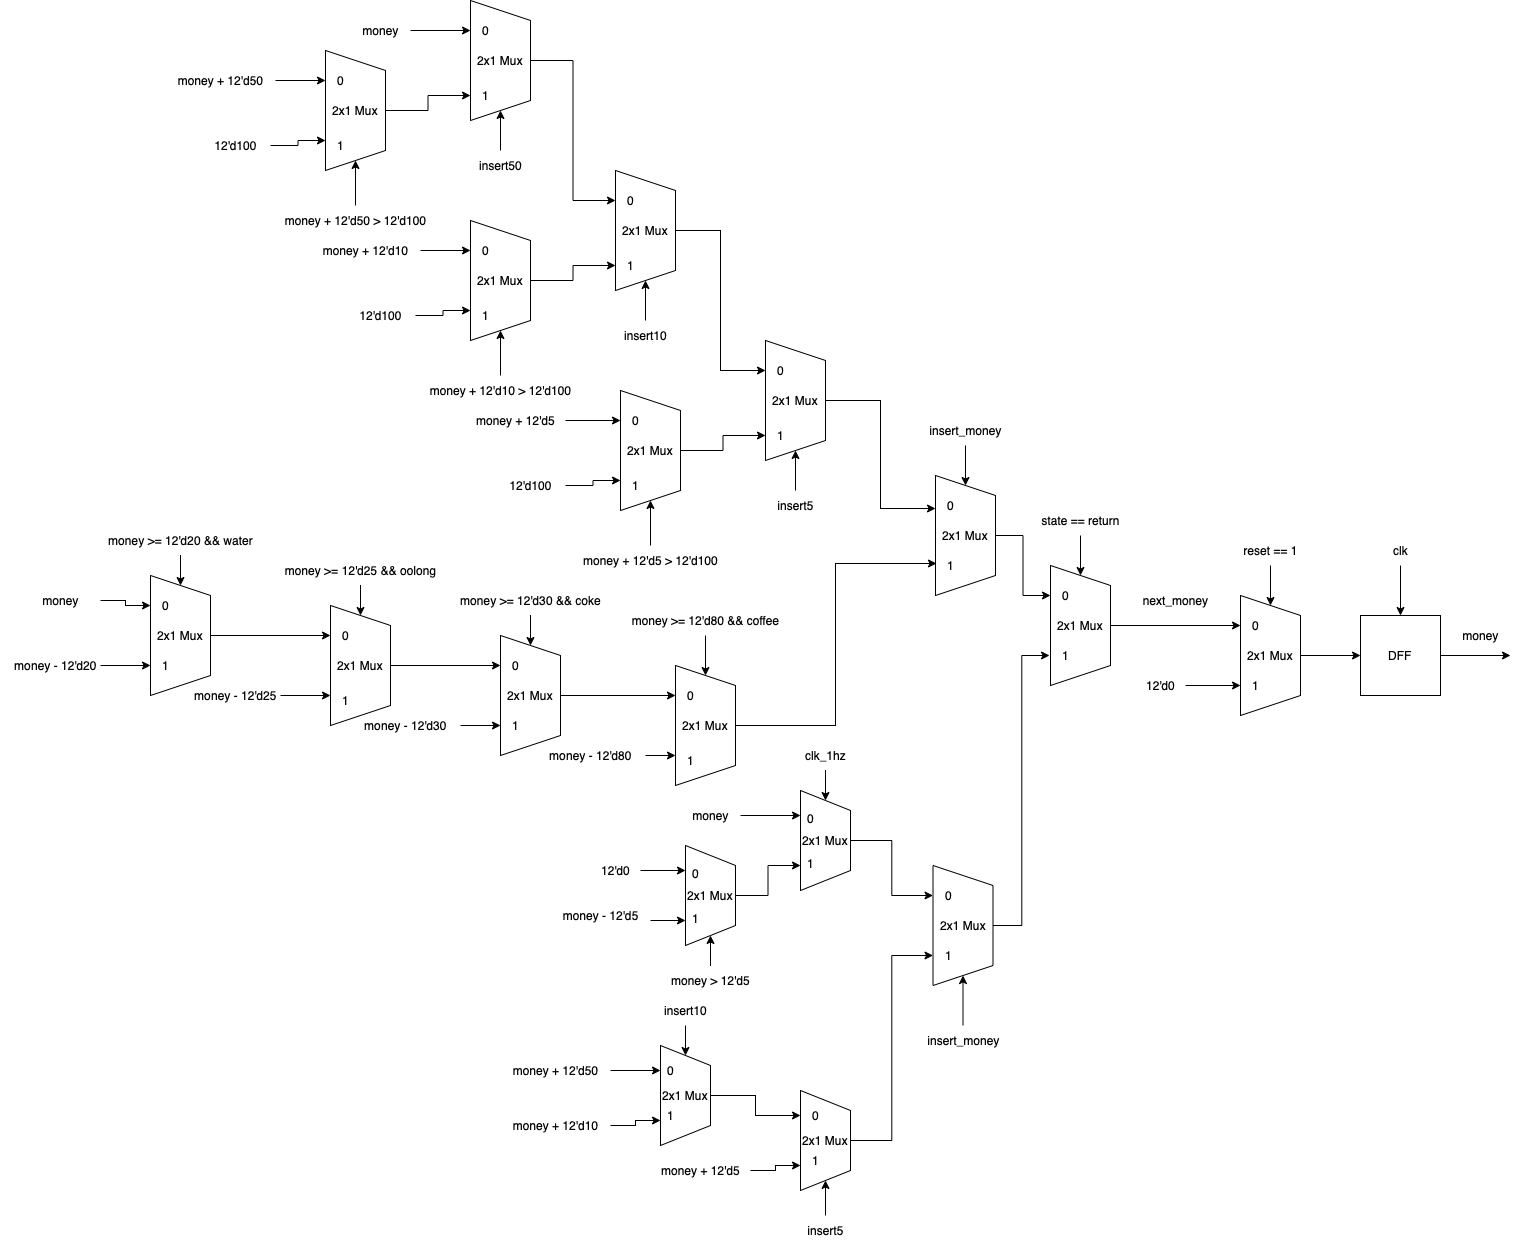 money
0
2x1 Mux
1
insert50
money + 12'd50
0
2x1 Mux
12'd100
1
money + 12'd50 > 12'd100
0
2x1 Mux
1
insert10
money + 12'd10
0
2x1 Mux
12'd100
1
money + 12'd10 > 12'd100
0
2x1 Mux
1
insert5
money + 12'd5
0
2x1 Mux
12'd100
1
money + 12'd5 > 12'd100
insert_money
0
2x1 Mux
1
state == return
0
2x1 Mux
1
next_money
reset == 1
0
2x1 Mux
12'd0
1
clk
DFF
money
money >= 12'd20 && water
money
0
2x1 Mux
money - 12'd20
1
money >= 12'd25 && oolong
0
2x1 Mux
money - 12'd25
1
money >= 12'd30 && coke
0
2x1 Mux
money - 12'd30
1
money >= 12'd80 && coffee
0
2x1 Mux
money - 12'd80
1
clk_1hz
money
0
2x1 Mux
1
12'd0
0
2x1 Mux
money - 12'd5
1
money > 12'd5
0
2x1 Mux
1
insert_money
insert10
money + 12'd50
0
2x1 Mux
money + 12'd10
1
0
2x1 Mux
money + 12'd5
1
insert5